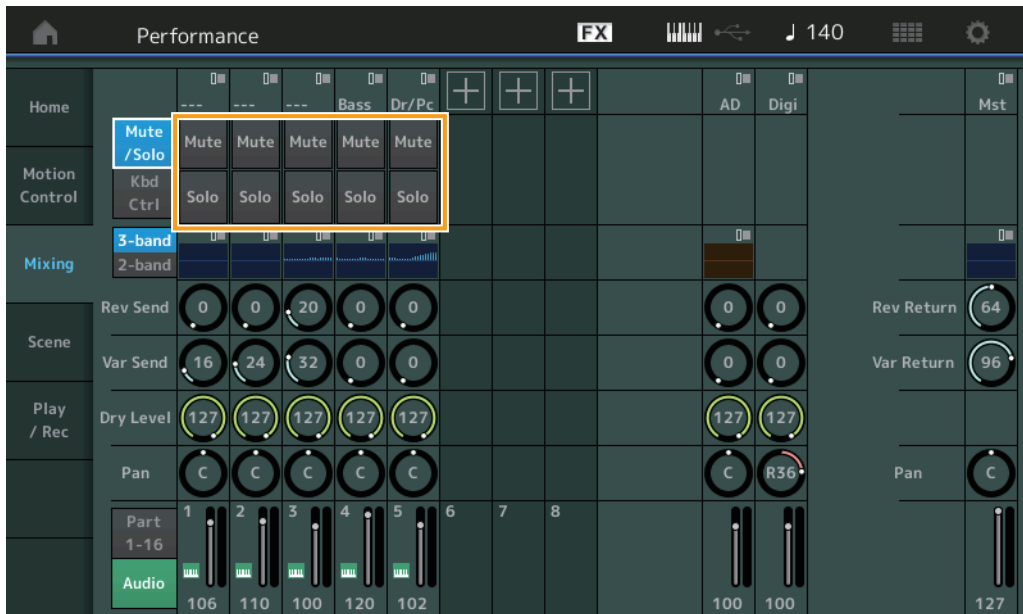 Performance FX 140
--- --- --- Bass Dr/Pc AD Digi Mst
Home
Mute Mute Mute Mute Mute Mute
/Solo
Motion
Control
Kbd
Ctrl
Solo Solo Solo Solo Solo
3-band
2-band
Mixing
Rev Send 0 0 20 0 0 0 0 Rev Return 64
Scene
Var Send 16 24 32 0 0 0 0 Var Return 96
Play
/ Rec
Dry Level 127 127 127 127 127 127 127
Pan C C C C C C R36 Pan C
1 2 3 4 5 6 7 8
Part
1-16
Audio
106 110 100 120 102 100 100 127